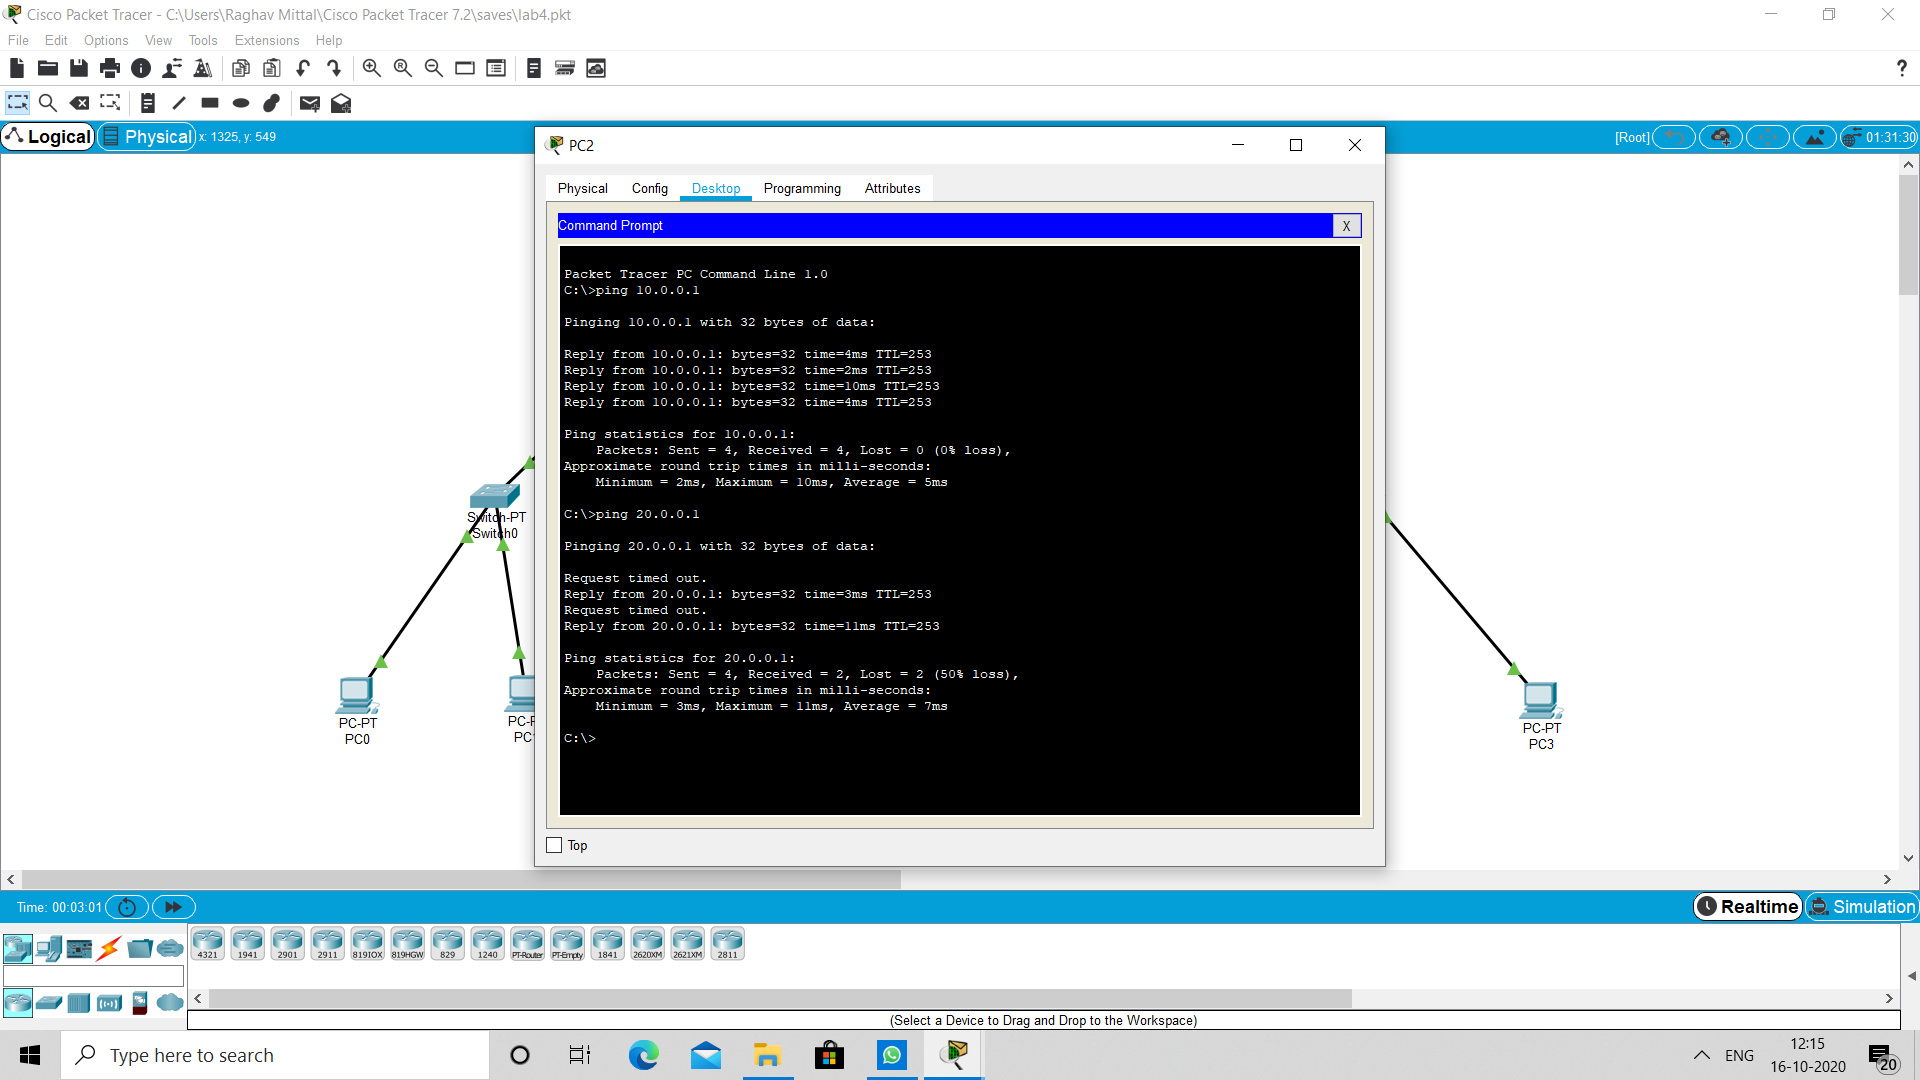 Cisco Packet Tracer - C:\Users\Raghav Mittal\Cisco Packet Tracer 7.2\saves\lab4.pkt
File Edit Options View Tools Extensions Help
?
Logical Physical x: 1325, y: 549 [Root] 01:31:30
PC2
Physical Config Desktop Programming Attributes
Command Prompt X
Packet Tracer PC Command Line 1.0
C:\>ping 10.0.0.1
Pinging 10.0.0.1 with 32 bytes of data:
Reply from 10.0.0.1: bytes=32 time=4ms TTL=253
Reply from 10.0.0.1: bytes=32 time=2ms TTL=253
Reply from 10.0.0.1: bytes=32 time=10ms TTL=253
Reply from 10.0.0.1: bytes=32 time=4ms TTL=253
Ping statistics for 10.0.0.1:
Packets: Sent = 4, Received = 4, Lost = 0 (0% loss),
Approximate round trip times in milli-seconds:
Minimum = 2ms, Maximum = 10ms, Average = 5ms
C:\>ping 20.0.0.1
Pinging 20.0.0.1 with 32 bytes of data:
Request timed out.
Reply from 20.0.0.1: bytes=32 time=3ms TTL=253
Request timed out.
Reply from 20.0.0.1: bytes=32 time=11ms TTL=253
Ping statistics for 20.0.0.1:
Packets: Sent = 4, Received = 2, Lost = 2 (50% loss),
Approximate round trip times in milli-seconds:
Minimum = 3ms, Maximum = 11ms, Average = 7ms
C:\>
Top
Switch-PT
Switch0
PC-PT
PC0
PC-P
PC1
PC-PT
PC3
Time: 00:03:01 Realtime Simulation
4321 1941 2901 2911 819IOX 819HGW 829 1240 PT-Router PT-Empty 1841 2620XM 2621XM 2811
(Select a Device to Drag and Drop to the Workspace)
Type here to search
ENG
12:15
16-10-2020
20